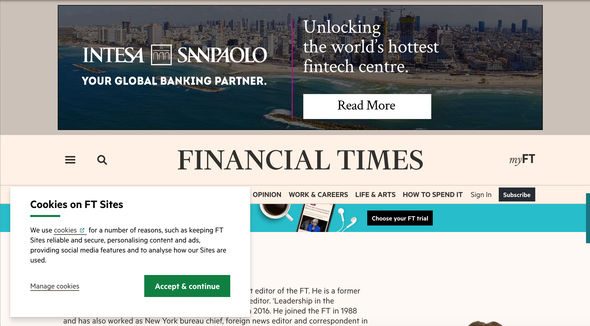 INTESA SANPAOLO
YOUR GLOBAL BANKING PARTNER.
Unlocking
the world's hottest
fintech centre.
Read More
FINANCIAL TIMES
myFT
OPINION WORK & CAREERS LIFE & ARTS HOW TO SPEND IT Sign In Subscribe
Choose your FT trial
Cookies on FT Sites
We use cookies for a number of reasons, such as keeping FT
Sites reliable and secure, personalising content and ads,
providing social media features and to analyse how our Sites are
used.
Manage cookies Accept & continue
editor of the FT. He is a former
editor. 'Leadership in the
2016. He joined the FT in 1988
and has also worked as New York bureau chief, foreign news editor and correspondent in